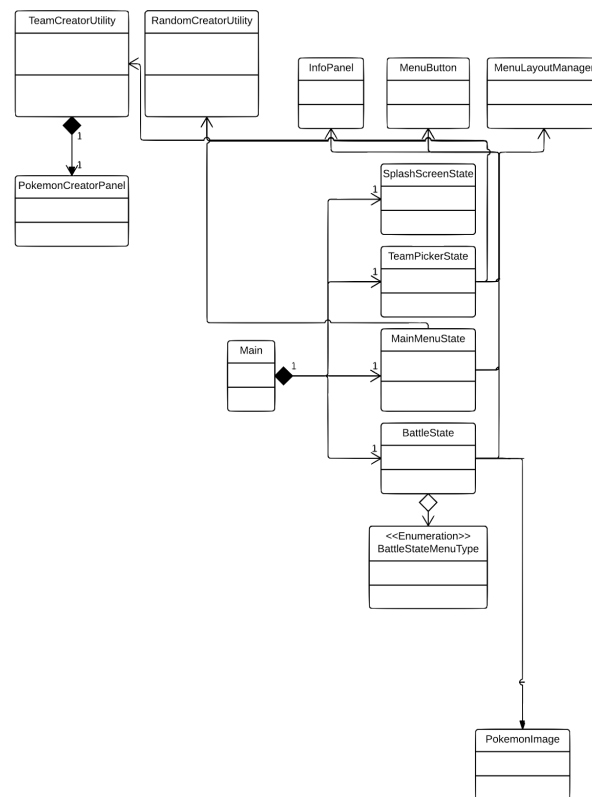 TeamCreatorUtility
RandomCreatorUtility
InfoPanel
MenuButton
MenuLayoutManager
1
1
PokemonCreatorPanel
SplashScreenState
1
TeamPickerState
1
MainMenuState
Main
1
1
BattleState
1
<<Enumeration>>
BattleStateMenuType
PokemonImage